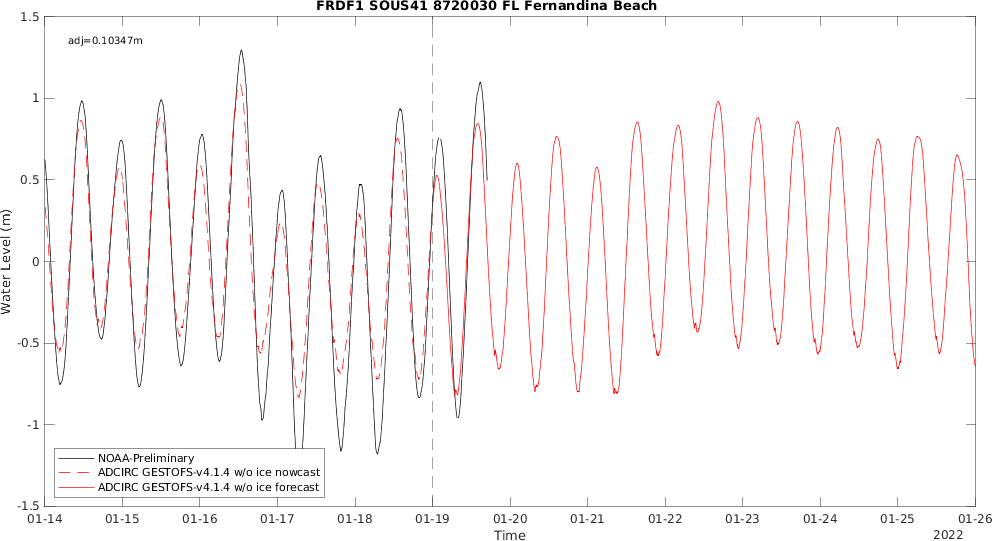 FRDF1 SOUS41 8720030 FL Fernandina Beach
1.5
adj=0.10347m
1
0.5
0
-0.5
-1
-1.5
Water Level (m)
NOAA-Preliminary
ADCIRC GESTOFS-v4.1.4 w/o ice nowcast
ADCIRC GESTOFS-v4.1.4 w/o ice forecast
01-14 01-15 01-16 01-17 01-18 01-19 01-20 01-21 01-22 01-23 01-24 01-25 01-26
Time
2022